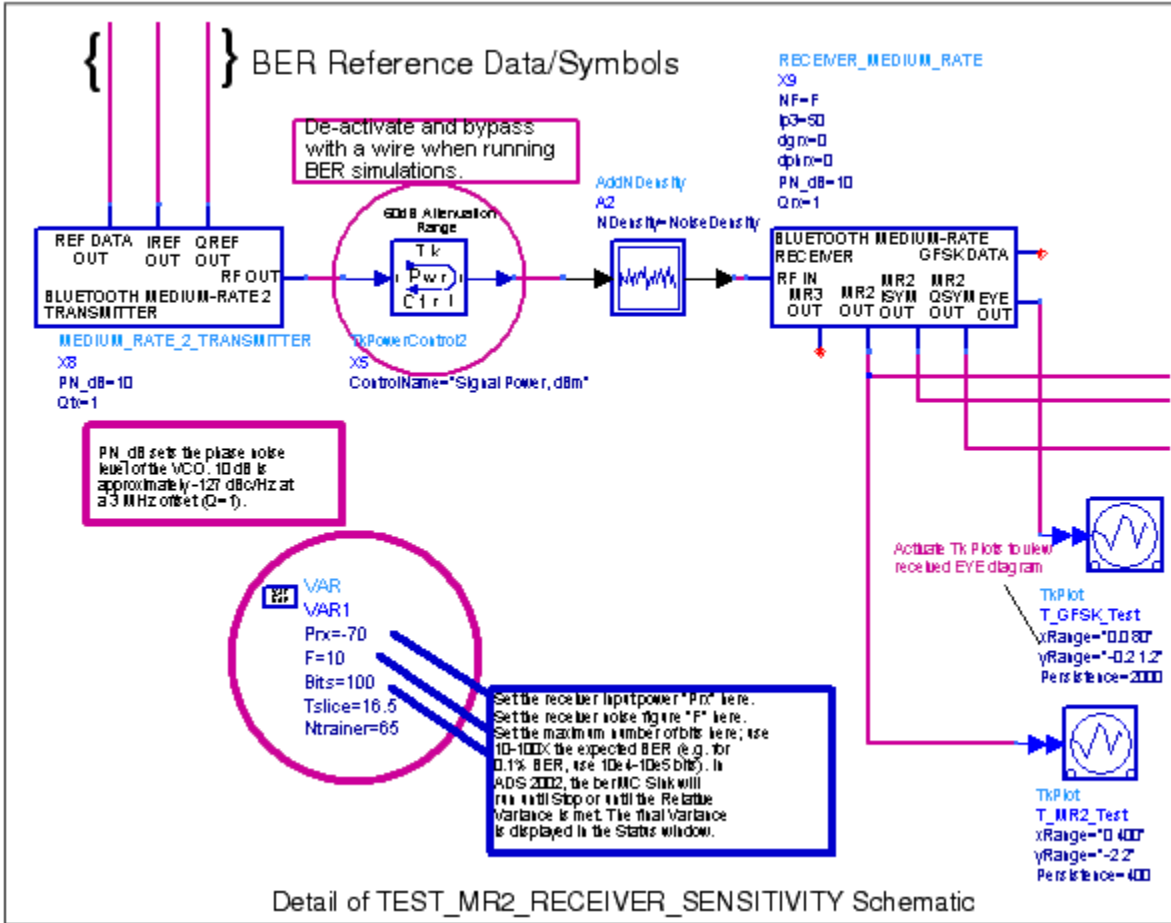 { } BER Reference Data/Symbols
De-activate and bypass
with a wire when running
BER simulations.
RECEIVER_MEDIUM_RATE
X9
NF=F
Ip3=50
dgrx=0
dphrx=0
PN_dB=10
Qrx=1
AddNDensity
A2
NDensity=NoiseDensity
60dB Attenuation
Range
Tk
Pwr
Ctrl
REF DATA OUT
IREF OUT
QREF OUT
RF OUT
BLUETOOTH MEDIUM-RATE 2
TRANSMITTER
MEDIUM_RATE_2_TRANSMITTER
X8
PN_dB=10
Qtx=1
TkPowerControl2
X5
ControlName="Signal Power, dBm"
BLUETOOTH MEDIUM-RATE
RECEIVER
GFSK DATA
RF IN
MR3 OUT
MR2 OUT
MR2 ISYM OUT
MR2 QSYM OUT
EYE OUT
PN_dB sets the phase noise
level of the VCO. 10 dB is
approximately -127 dBc/Hz at
a 3 MHz offset (Q=1).
VAR
VAR1
Prx=-70
F=10
Bits=100
Tslice=16.5
Ntrainer=65
Set the receiver input power "Prx" here.
Set the receiver noise figure "F" here.
Set the maximum number of bits here; use
10-100X the expected BER (e.g. for
0.1% BER, use 10e4-10e5 bits). In
ADS 2002, the berMC Sink will
run until Stop or until the Relative
Variance is met. The final Variance
is displayed in the Status window.
Activate Tk Plots to view
received EYE diagram
TkPlot
T_GFSK_Test
xRange="0.0 80"
yRange="-0.2 1.2"
Persistence=2000
TkPlot
T_MR2_Test
xRange="0 400"
yRange="-2 2"
Persistence=400
Detail of TEST_MR2_RECEIVER_SENSITIVITY Schematic